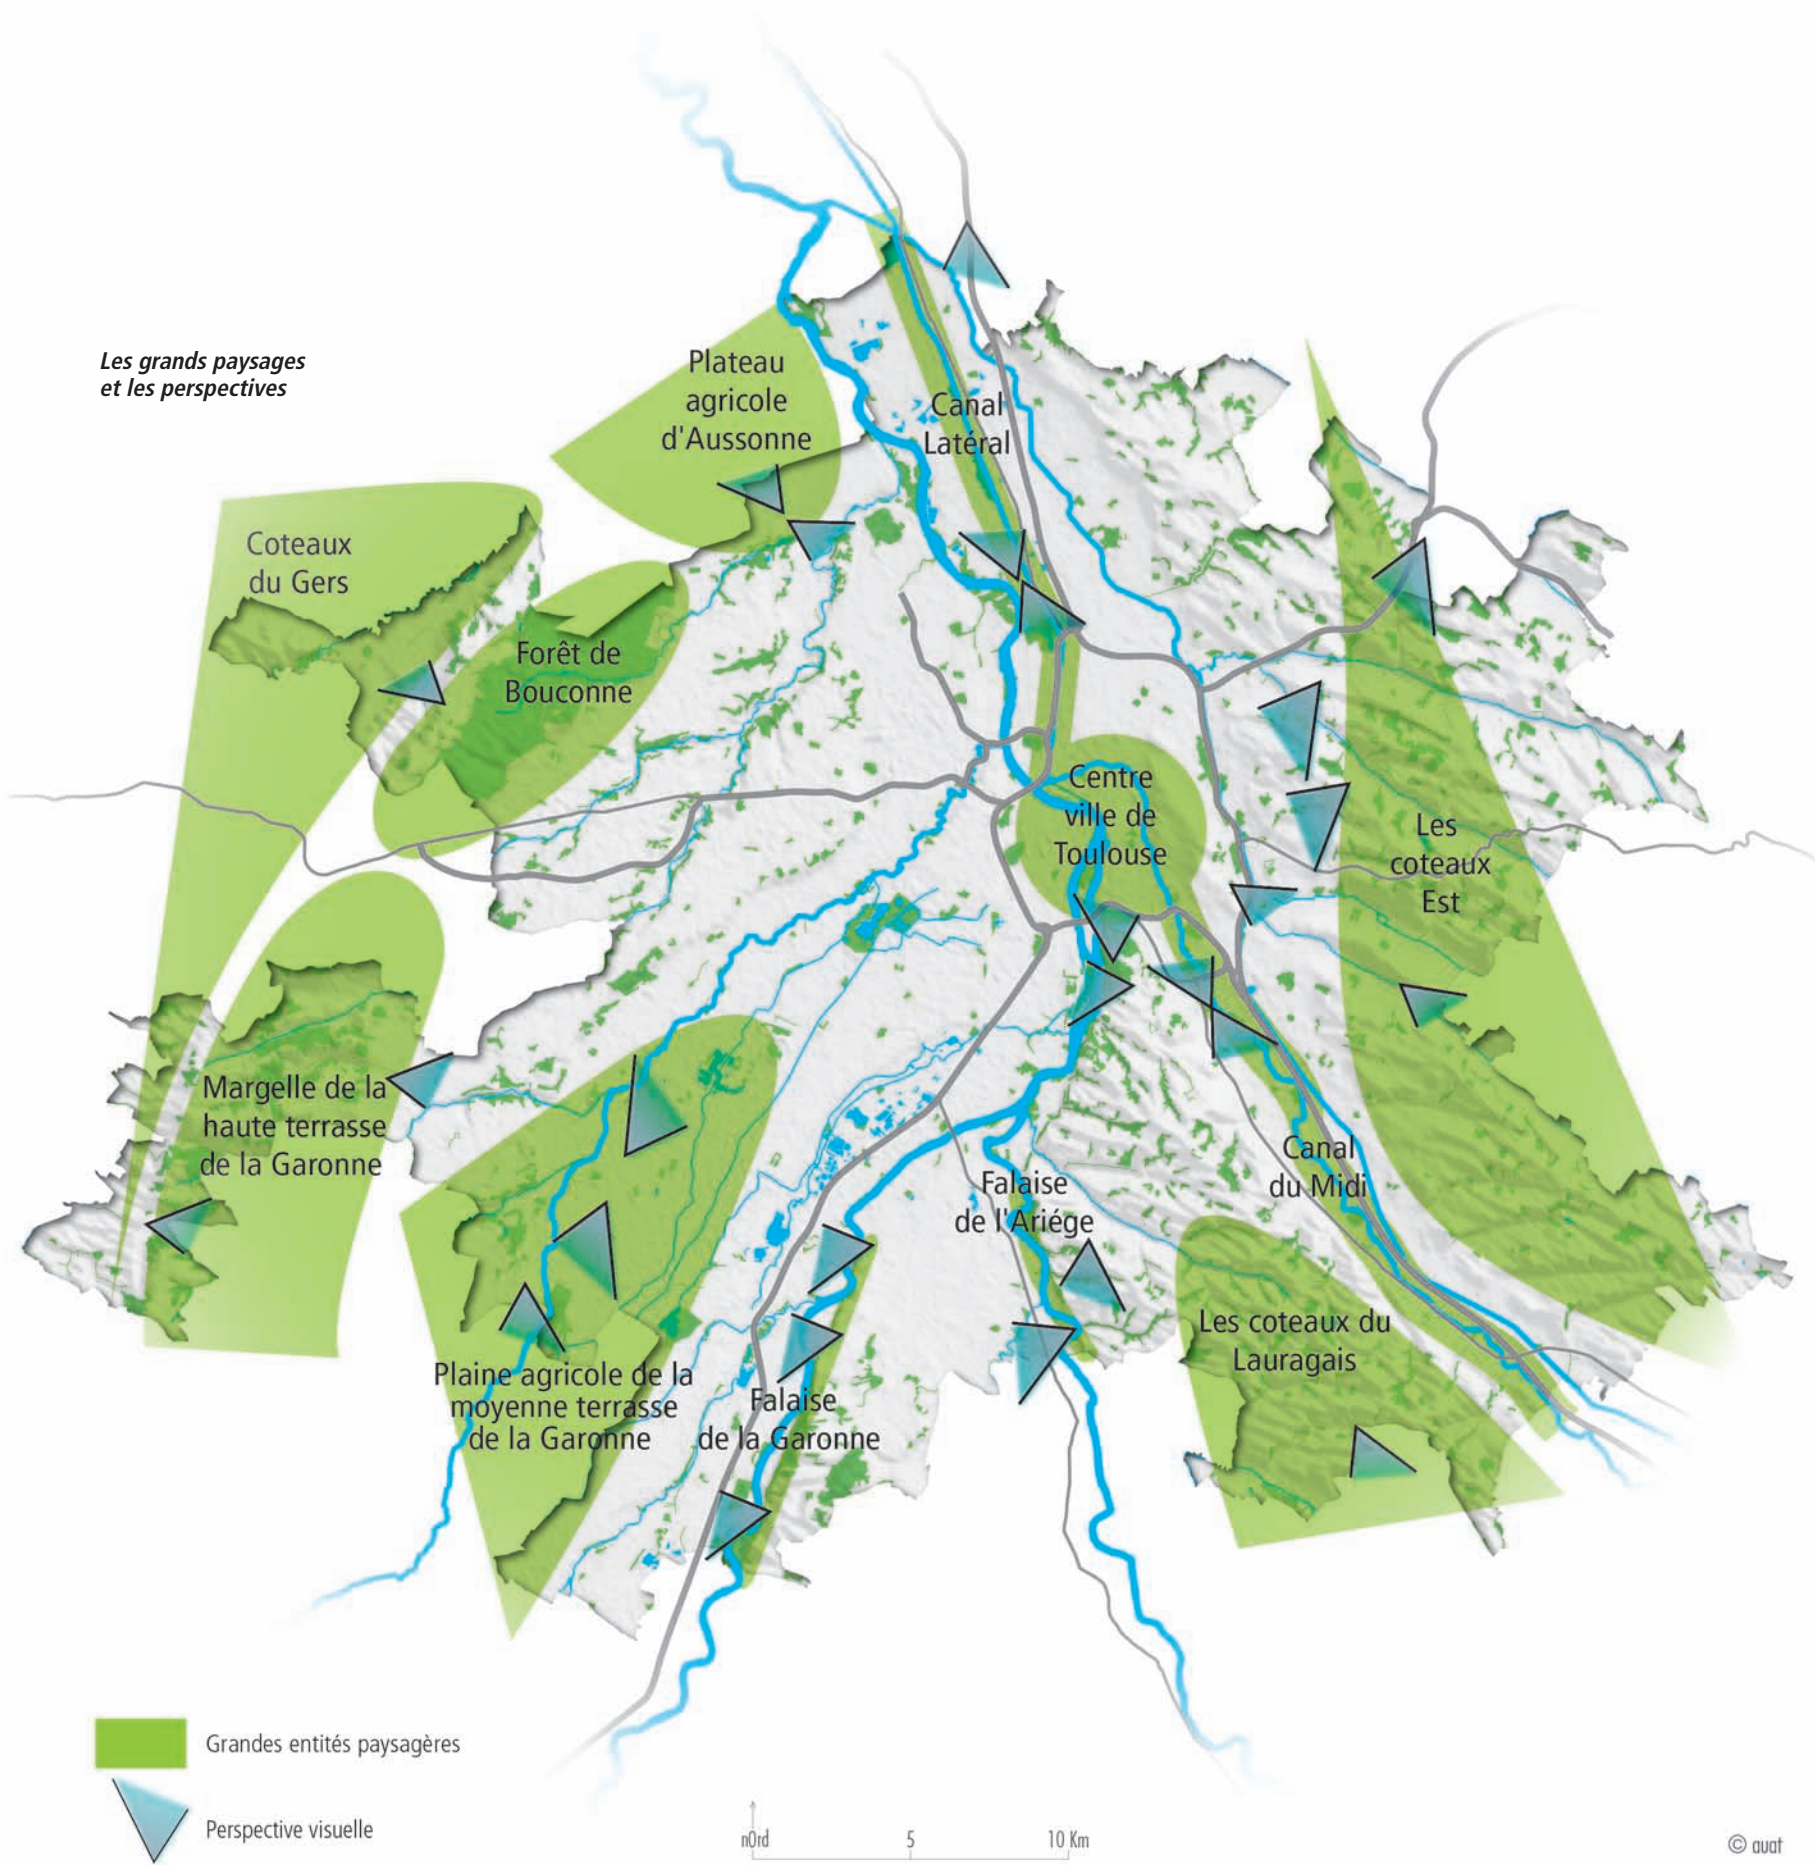 Les grands paysages
et les perspectives
Plateau
agricole
d'Aussonne
Canal
Latéral
Coteaux
du Gers
Forêt de
Bouconne
Centre
ville de
Toulouse
Les
coteaux
Est
Margelle de la
haute terrasse
de la Garonne
Canal
du Midi
Falaise
de l'Ariége
Les coteaux du
Lauragais
Plaine agricole de la
moyenne terrasse
de la Garonne
Falaise
de la Garonne
Grandes entités paysagères
Perspective visuelle
nOrd 5 10 Km
© auat